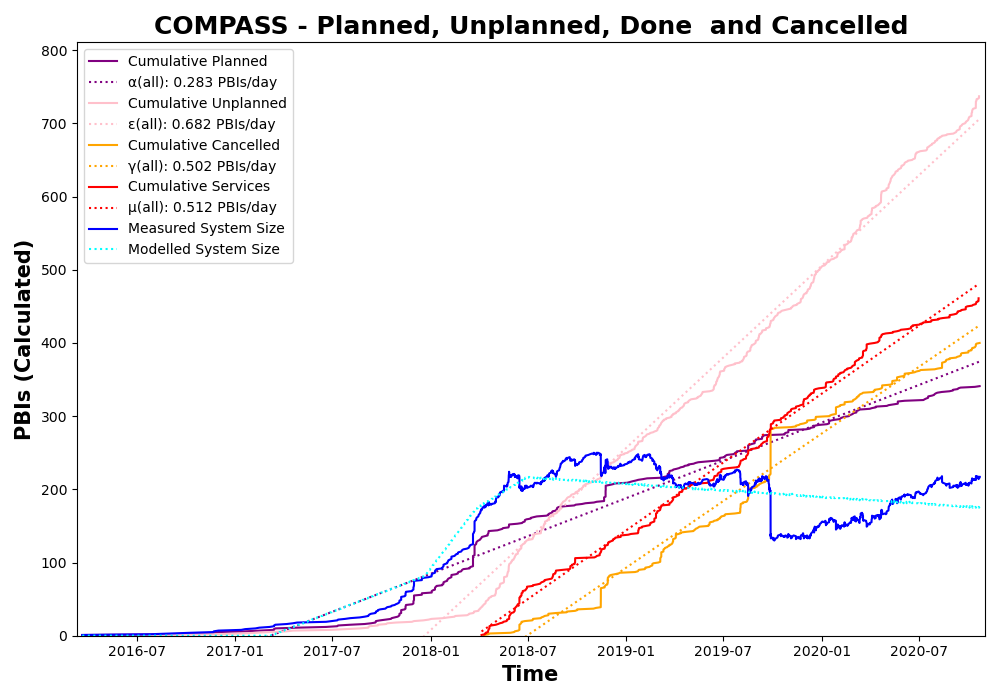 COMPASS - Planned, Unplanned, Done  and Cancelled
Cumulative Planned
α(all): 0.283 PBIs/day
Cumulative Unplanned
ε(all): 0.682 PBIs/day
Cumulative Cancelled
γ(all): 0.502 PBIs/day
Cumulative Services
μ(all): 0.512 PBIs/day
Measured System Size
Modelled System Size
PBIs (Calculated)
800
700
600
500
400
300
200
100
0
2016-07 2017-01 2017-07 2018-01 2018-07 2019-01 2019-07 2020-01 2020-07
Time